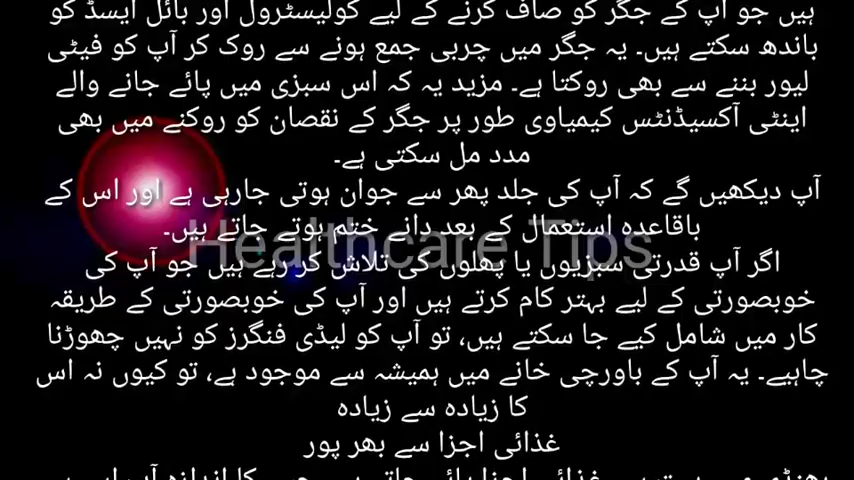 ہیں جو آپ کے جگر کو صاف کرنے کے لیے کولیسٹرول اور بائل ایسڈ کو
باندھ سکتے ہیں۔ یہ جگر میں چربی جمع ہونے سے روک کر آپ کو فیٹی
لیور بننے سے بھی روکتا ہے۔ مزید یہ کہ اس سبزی میں پائے جانے والے
اینٹی آکسیڈنٹس کیمیاوی طور پر جگر کے نقصان کو روکنے میں بھی
مدد مل سکتی ہے۔
آپ دیکھیں گے کہ آپ کی جلد پھر سے جوان ہوتی جارہی ہے اور اس کے
باقاعدہ استعمال کے بعد دانے ختم ہوتے جاتے ہیں۔
Healthcare Tips
اگر آپ قدرتی سبزیوں یا پھلوں کی تلاش کر رہے ہیں جو آپ کی
خوبصورتی کے لیے بہتر کام کرتے ہیں اور آپ کی خوبصورتی کے طریقہ
کار میں شامل کیے جا سکتے ہیں، تو آپ کو لیڈی فنگرز کو نہیں چھوڑنا
چاہیے۔ یہ آپ کے باورچی خانے میں ہمیشہ سے موجود ہے، تو کیوں نہ اس
کا زیادہ سے زیادہ
غذائی اجزا سے بھر پور